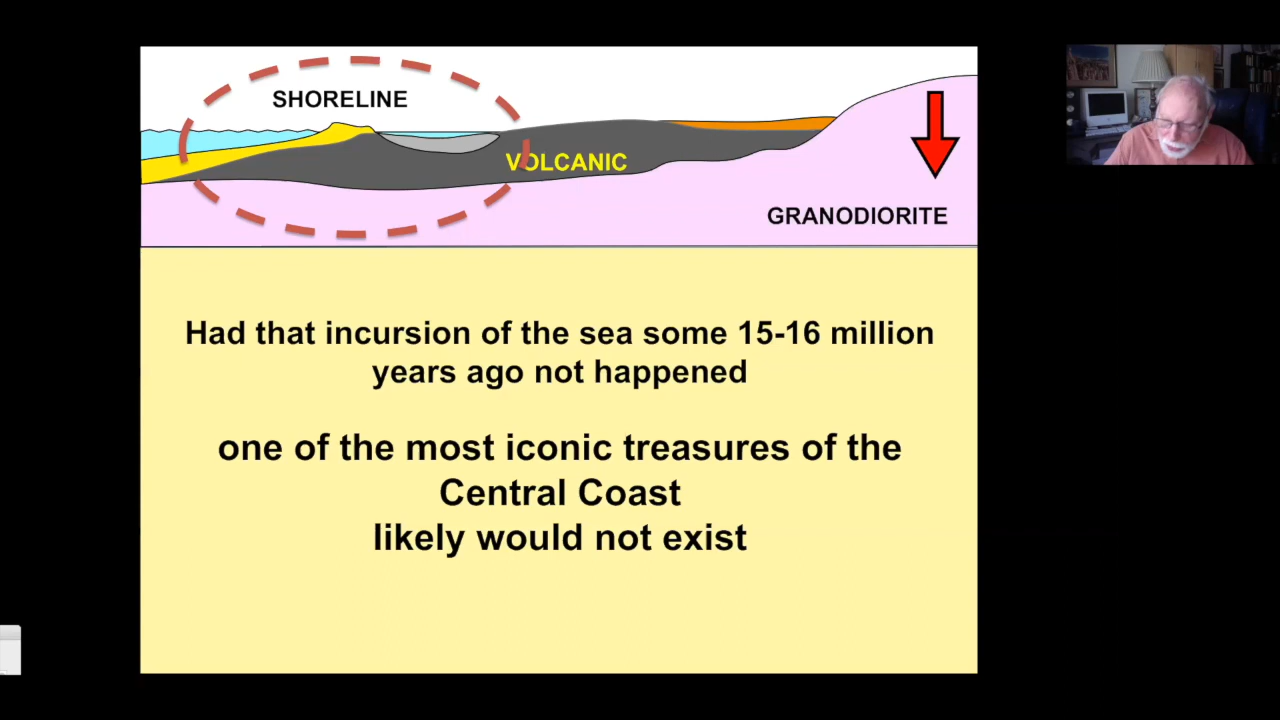 SHORELINE
VOLCANIC
GRANODIORITE
Had that incursion of the sea some 15-16 million
years ago not happened
one of the most iconic treasures of the
Central Coast
likely would not exist